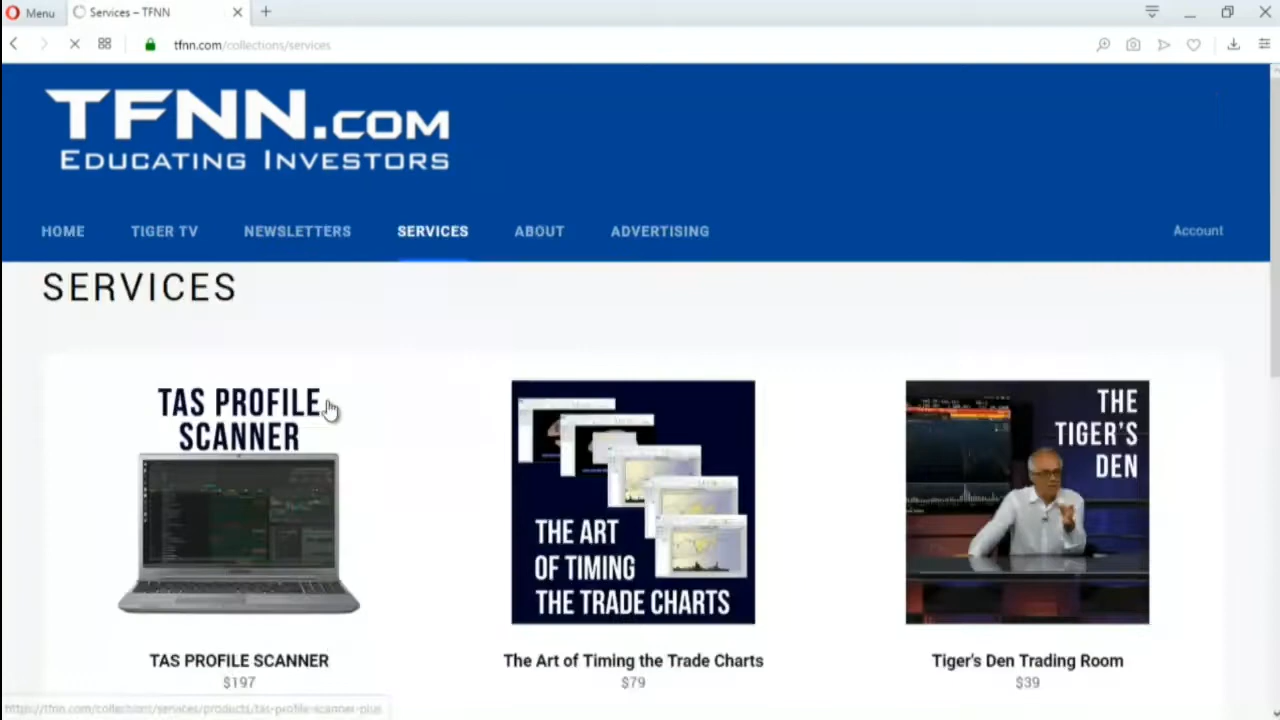 Menu
Services – TFNN
tfnn.com/collections/services
TFNN.COM
EDUCATING INVESTORS
HOME
TIGER TV
NEWSLETTERS
SERVICES
ABOUT
ADVERTISING
Account
SERVICES
TAS PROFILE
SCANNER
THE ART
OF TIMING
THE TRADE CHARTS
THE
TIGER'S
DEN
TAS PROFILE SCANNER
$197
The Art of Timing the Trade Charts
$79
Tiger's Den Trading Room
$39
https://tfnn.com/collections/services/products/tas-profile-scanner-plus